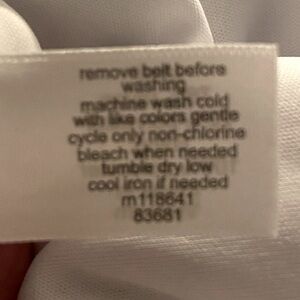 remove belt before
washing
machine wash cold
with like colors gentle
cycle only non-chlorine
bleach when needed
tumble dry low
cool iron if needed
m118641
83681